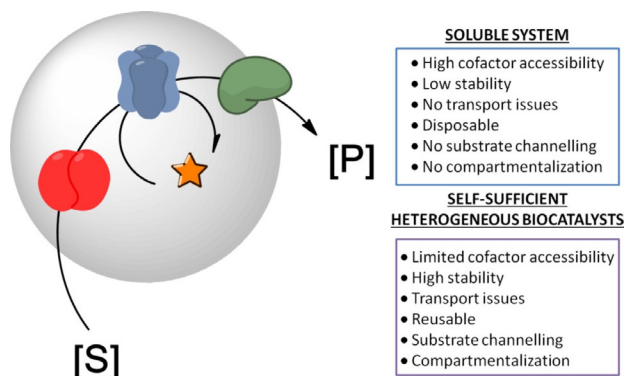 [S]
[P]
SOLUBLE SYSTEM
• High cofactor accessibility
• Low stability
• No transport issues
• Disposable
• No substrate channelling
• No compartmentalization
SELF-SUFFICIENT
HETEROGENEOUS BIOCATALYSTS
• Limited cofactor accessibility
• High stability
• Transport issues
• Reusable
• Substrate channelling
• Compartmentalization